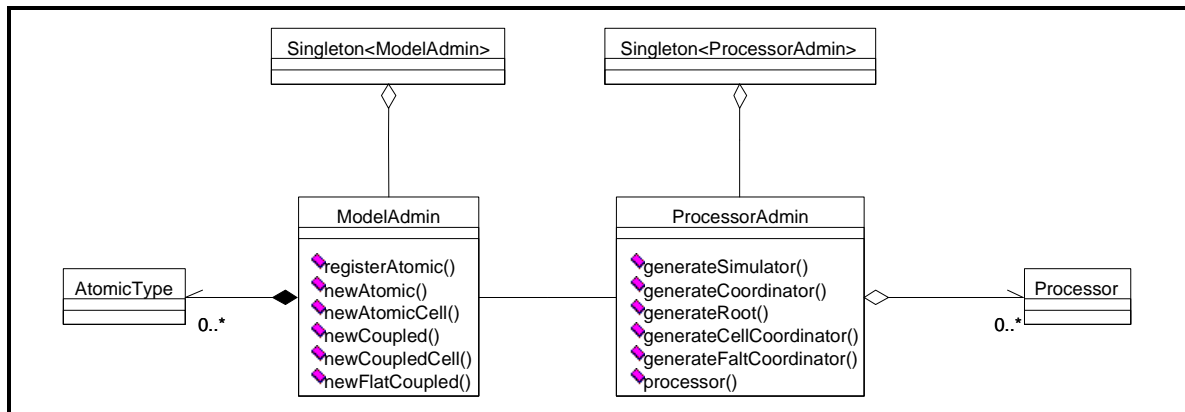 Singleton<ModelAdmin>
Singleton<ProcessorAdmin>
ModelAdmin
registerAtomic()
newAtomic()
newAtomicCell()
newCoupled()
newCoupledCell()
newFlatCoupled()
ProcessorAdmin
generateSimulator()
generateCoordinator()
generateRoot()
generateCellCoordinator()
generateFaltCoordinator()
processor()
AtomicType
0..*
Processor
0..*